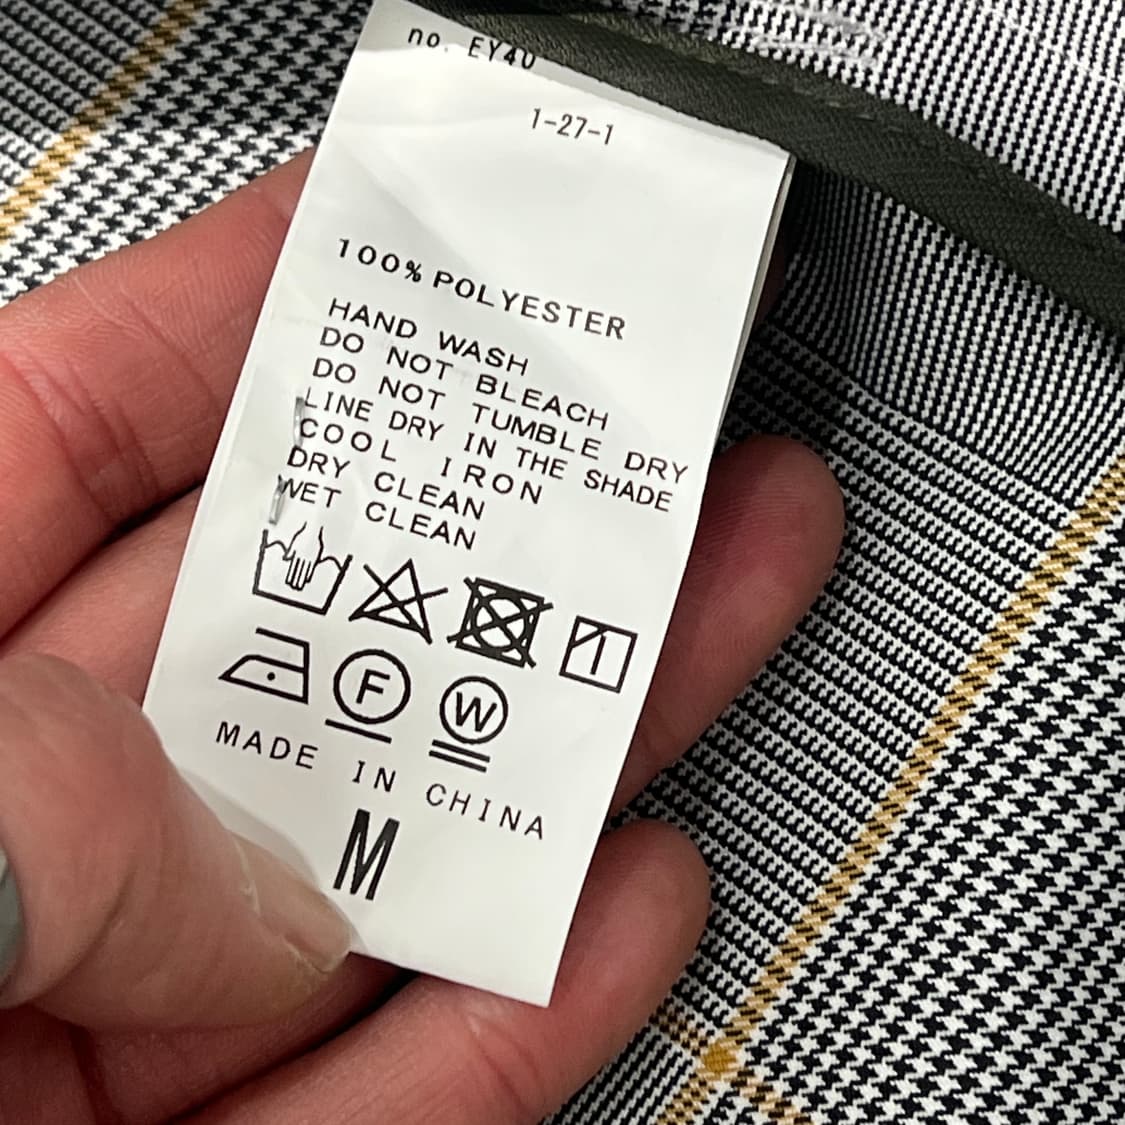 no. EY40
1-27-1
100% POLYESTER
HAND WASH
DO NOT BLEACH
DO NOT TUMBLE DRY
LINE DRY IN THE SHADE
COOL IRON
DRY CLEAN
WET CLEAN
F
W
MADE IN CHINA
M